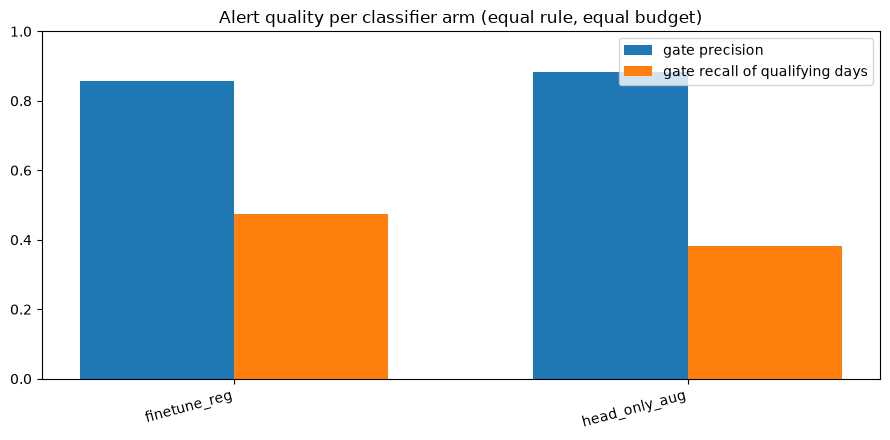 Alert quality per classifier arm (equal rule, equal budget)
gate precision
gate recall of qualifying days
1.0
0.8
0.6
0.4
0.2
0.0
finetune_reg
head_only_aug